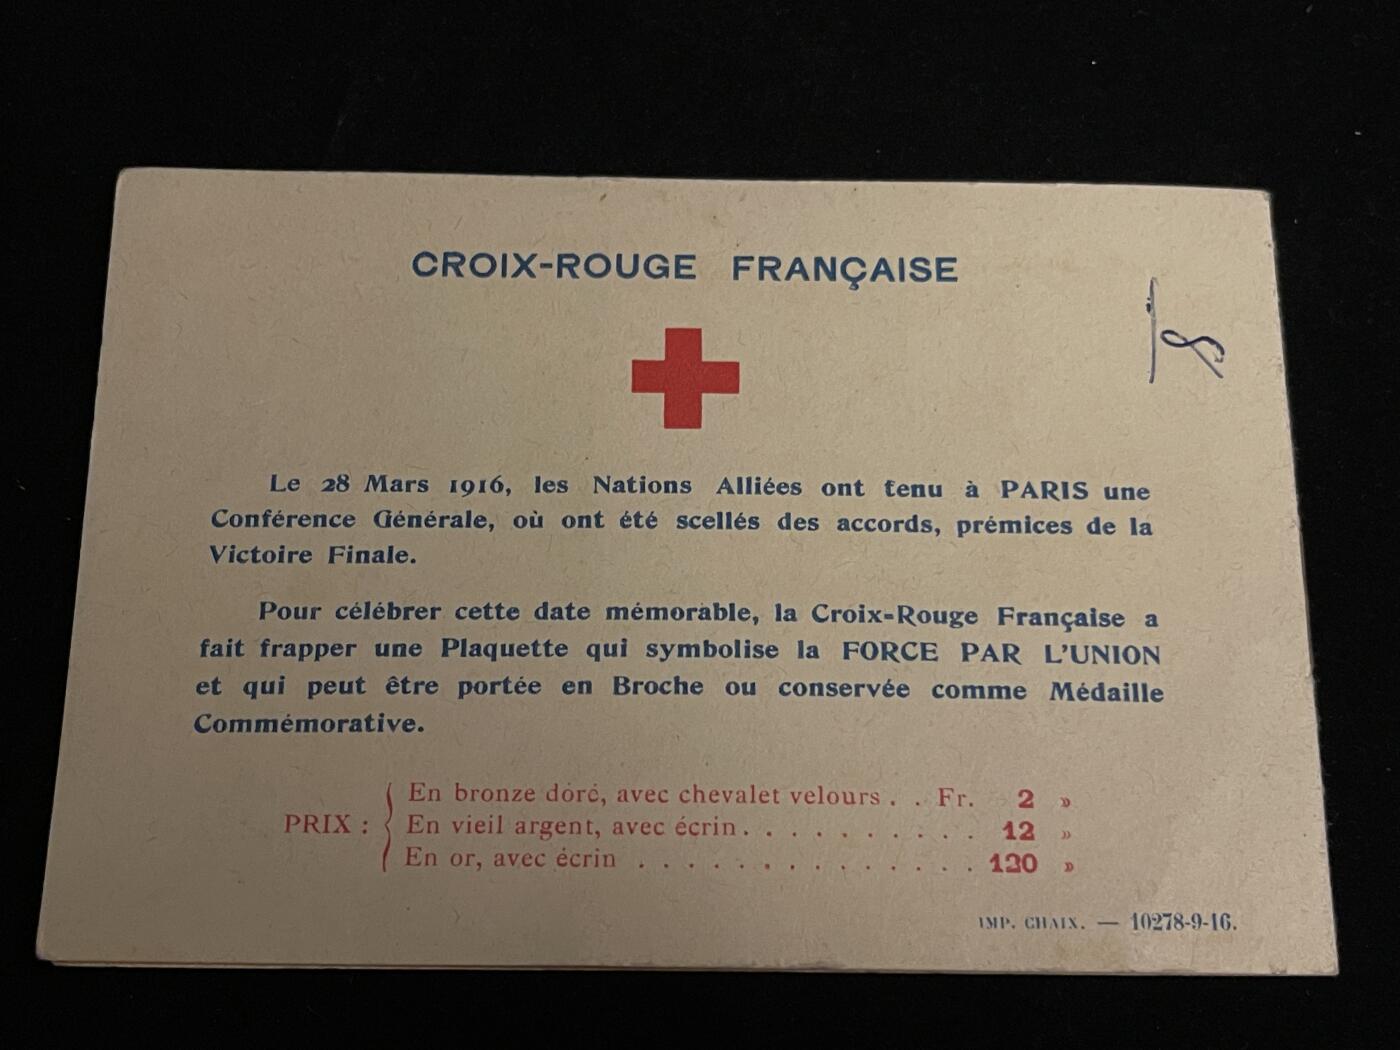 CROIX-ROUGE FRANÇAISE
Le 28 Mars 1916, les Nations Alliées ont tenu à PARIS une
Conférence Générale, où ont été scellés des accords, prémices de la
Victoire Finale.
Pour célébrer cette date mémorable, la Croix-Rouge Française a
fait frapper une Plaquette qui symbolise la FORCE PAR L'UNION
et qui peut être portée en Broche ou conservée comme Médaille
Commémorative.
PRIX :
En bronze doré, avec chevalet velours . . Fr. 2 »
En vieil argent, avec écrin . . . . . . . . . . 12 »
En or, avec écrin . . . . . . . . . . . . . . 120 »
IMP. CHAIX. — 10278-9-16.